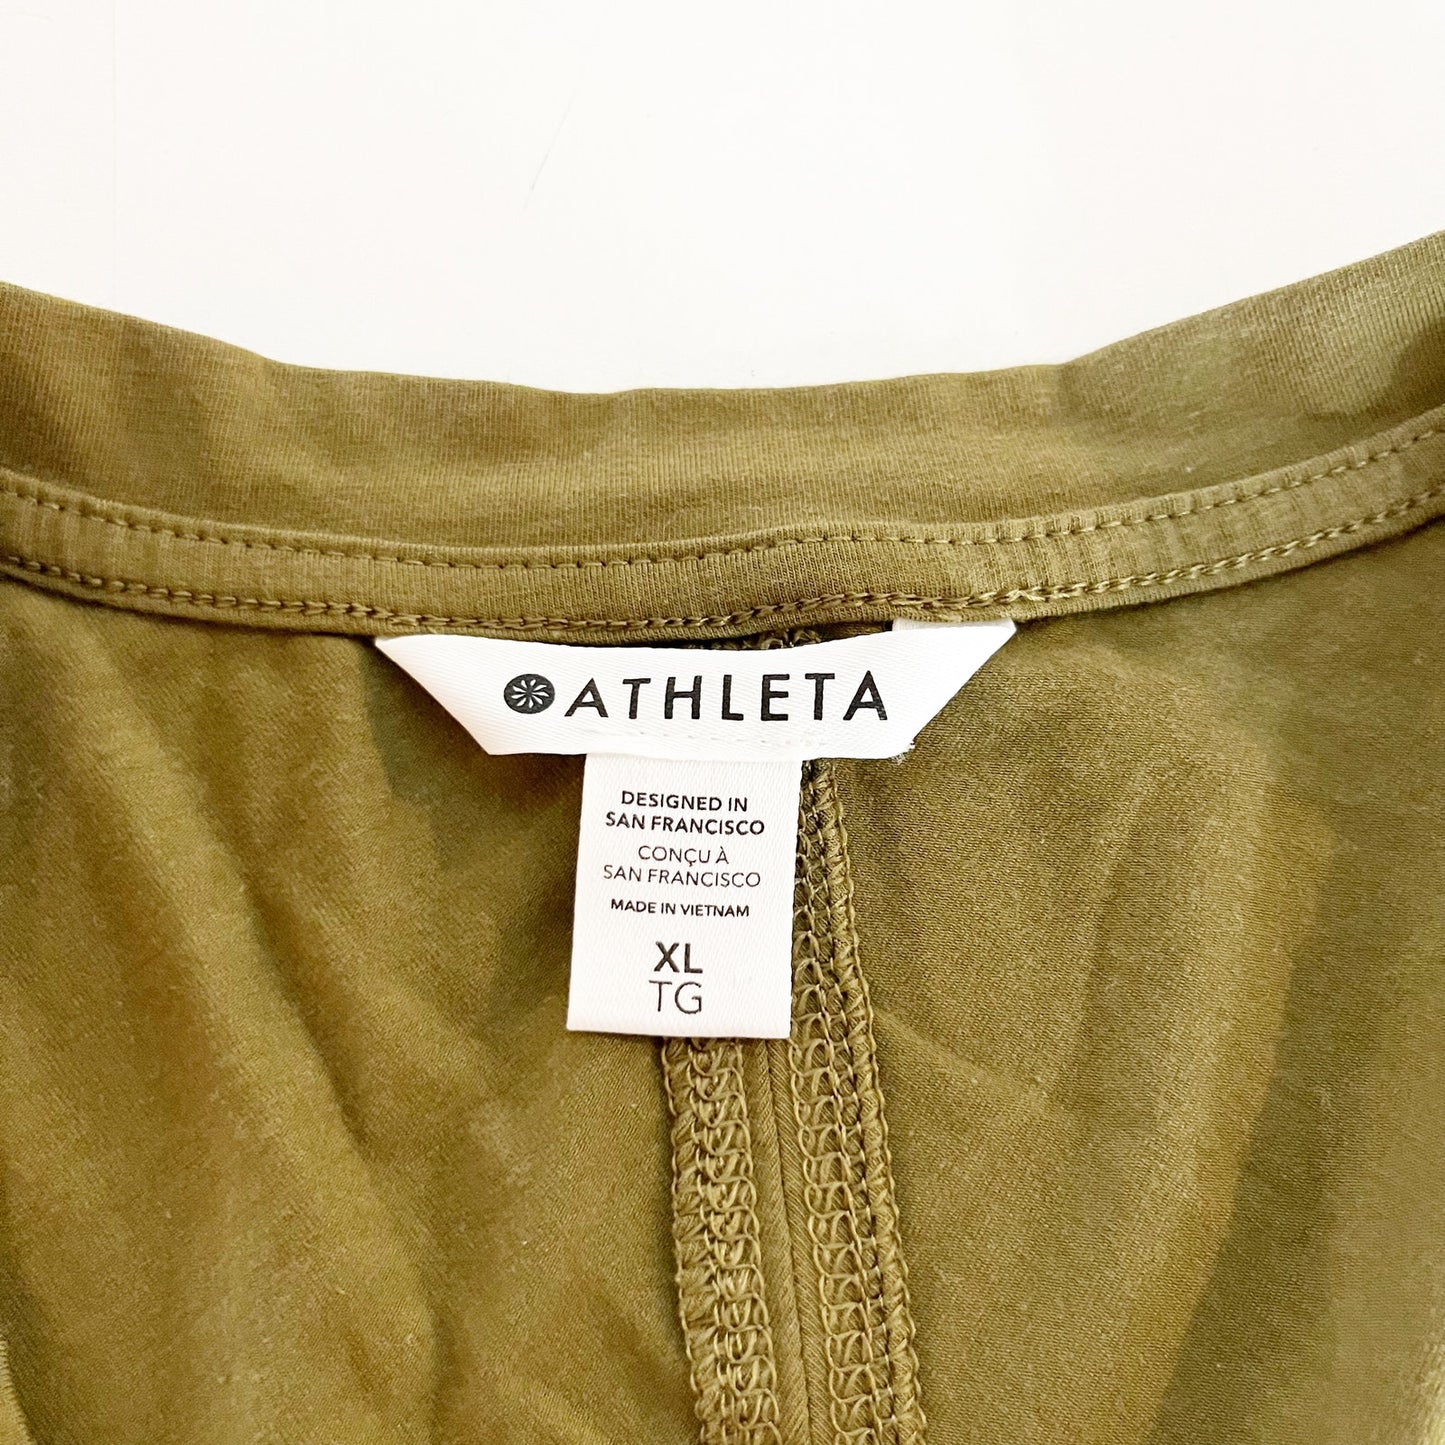 ATHLETA
DESIGNED IN
SAN FRANCISCO
CONÇU À
SAN FRANCISCO
MADE IN VIETNAM
XL
TG